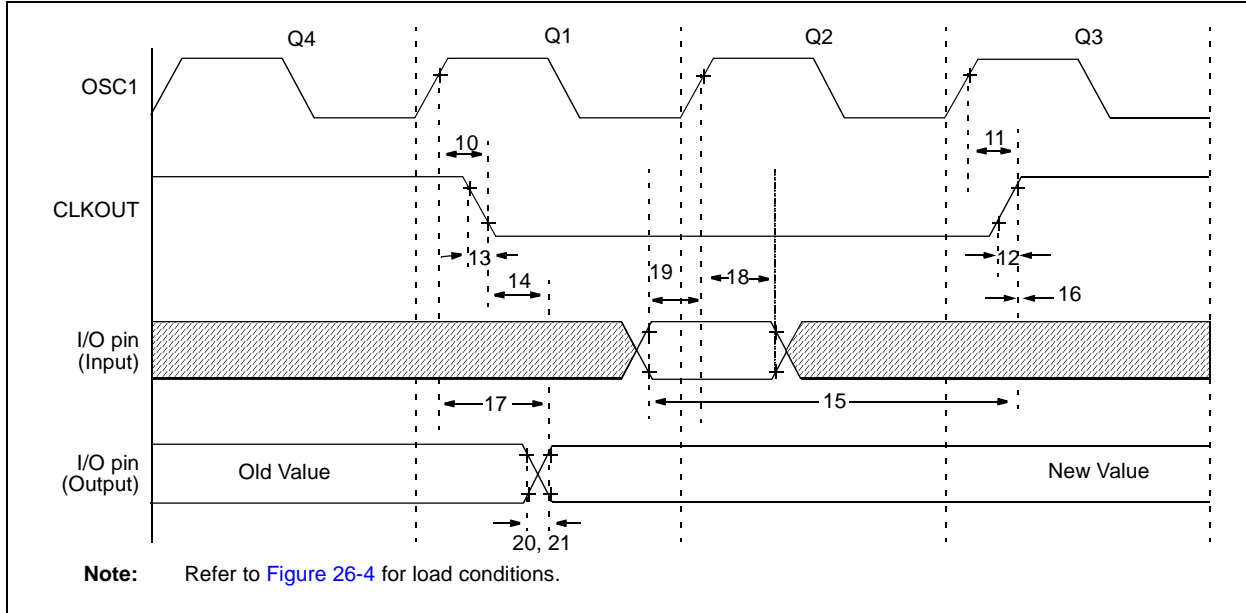 Q4 Q1 Q2 Q3
OSC1
10 11
CLKOUT
13 12
19 18
14 16
I/O pin
(Input)
17 15
I/O pin
(Output)
Old Value New Value
20, 21
Note: Refer to Figure 26-4 for load conditions.